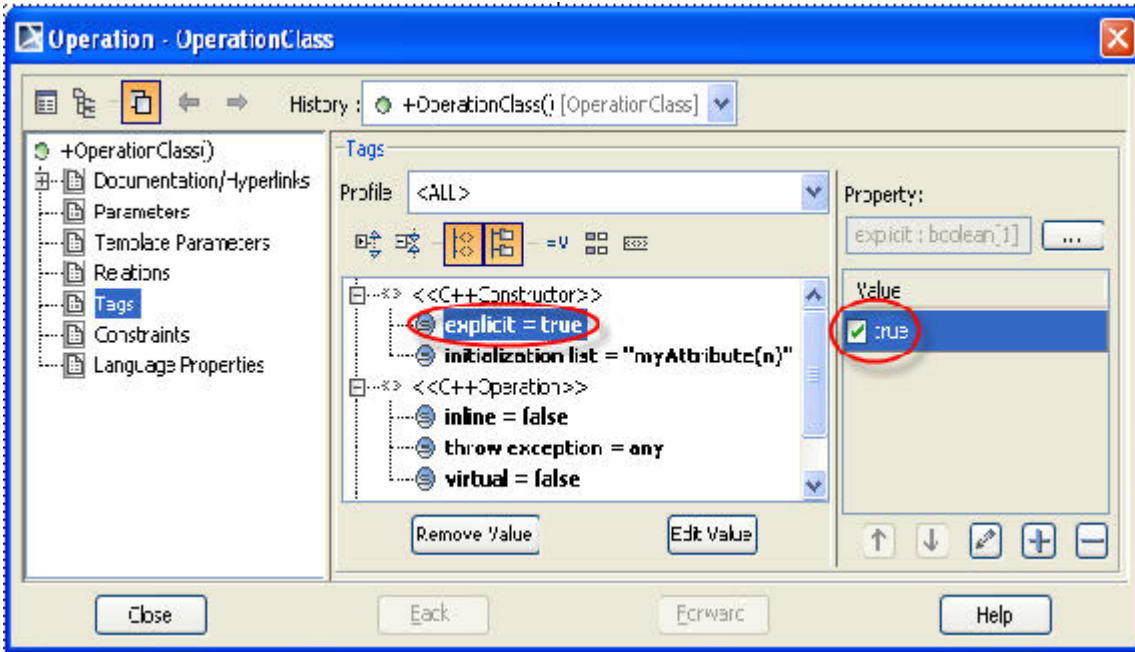 Operation - OperationClass
History : +OperationClass() [OperationClass]
+OperationClass()
Documentation/Hyperlinks
Parameters
Template Parameters
Relations
Tags
Constraints
Language Properties
Tags
Profile <ALL>
<<C++Constructor>>
explicit = true
initialization list = "myAttribute(n)"
<<C++Operation>>
inline = false
throw exception = any
virtual = false
Remove Value Edit Value
Property:
explicit : boolean[1] ...
Value
true
Close Back Forward Help